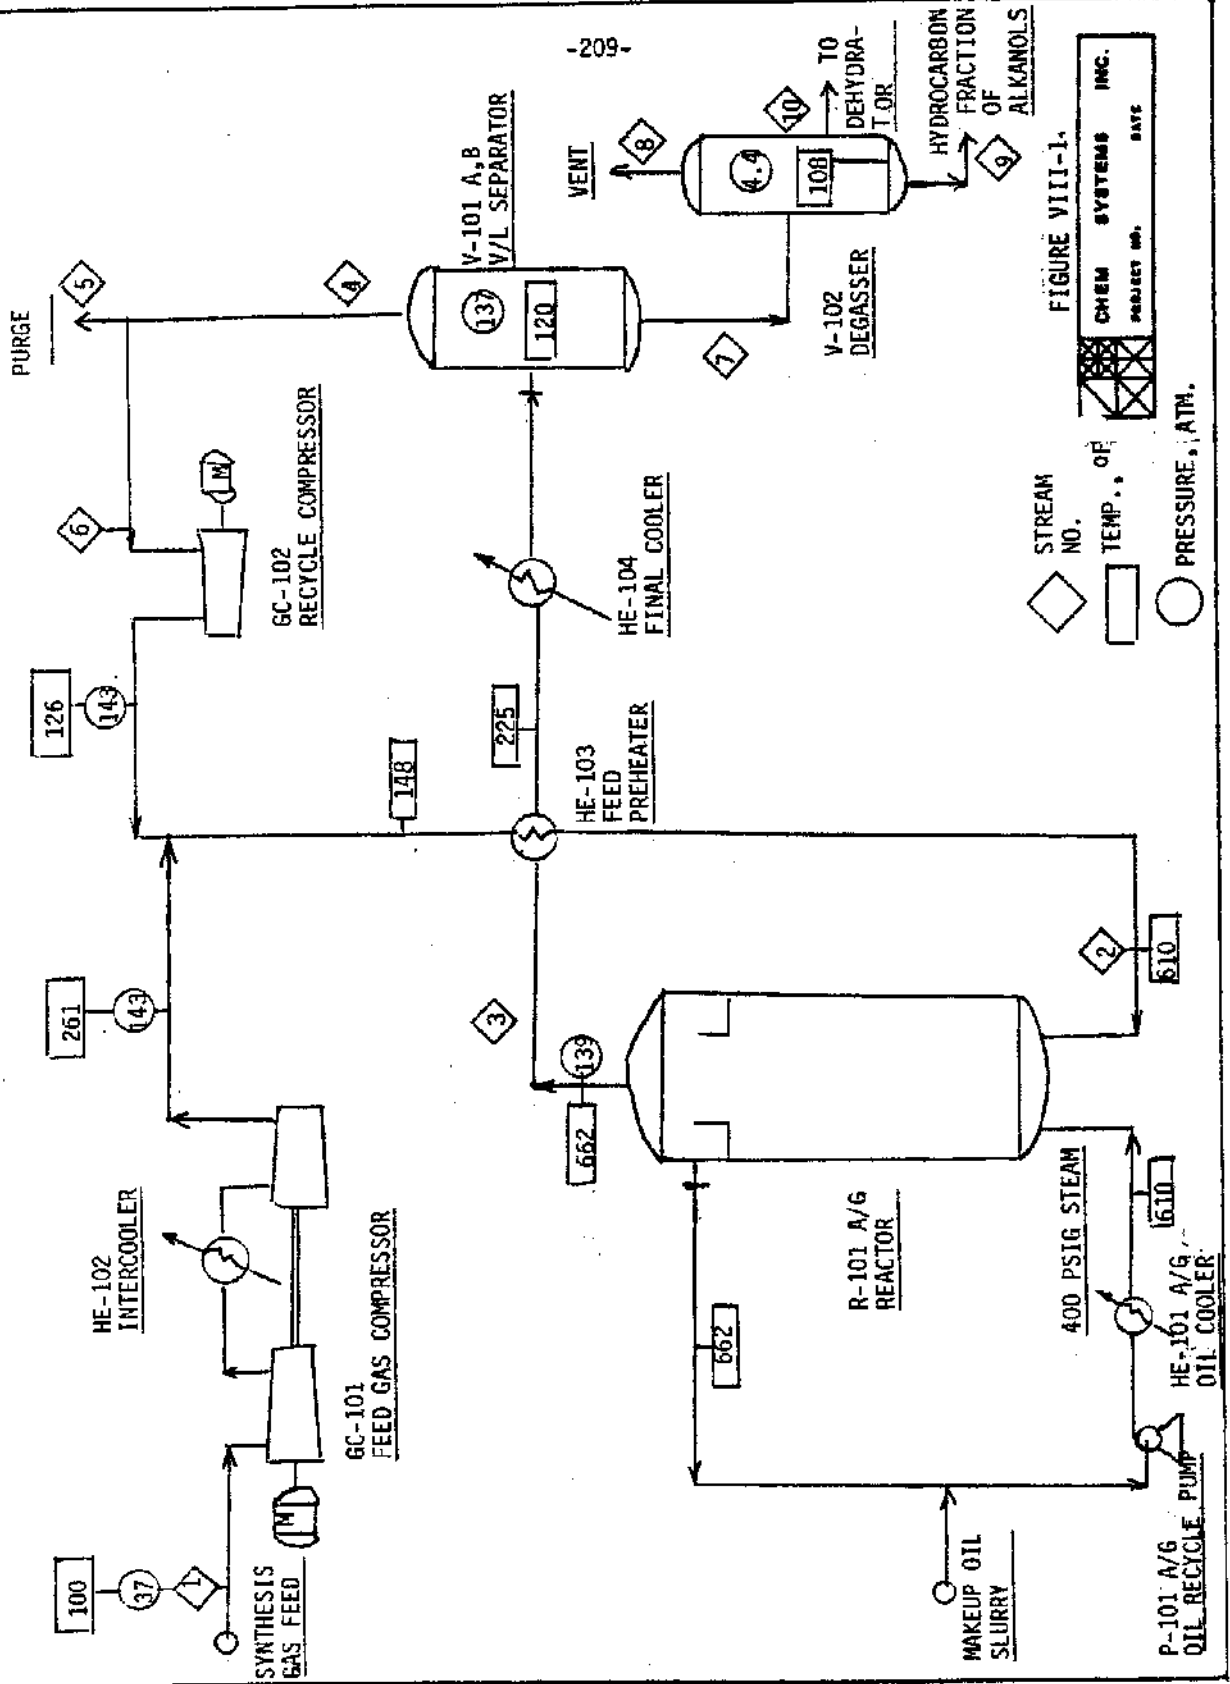 -209-
PURGE
5
4
6
126
143
GC-102
RECYCLE COMPRESSOR
M
261
143
HE-102
INTERCOOLER
GC-101
FEED GAS COMPRESSOR
M
100
37
1
SYNTHESIS
GAS FEED
V-101 A,B
V/L SEPARATOR
137
120
7
VENT
8
4.4
108
10
TO
DEHYDRA-
TOR
HYDROCARBON
FRACTION
OF
ALKANOLS
9
V-102
DEGASSER
HE-104
FINAL COOLER
225
148
HE-103
FEED
PREHEATER
3
139
662
2
610
R-101 A/G
REACTOR
662
400 PSIG STEAM
610
HE-101 A/G
OIL COOLER
MAKEUP OIL
SLURRY
P-101 A/G
OIL RECYCLE PUMP
STREAM
NO.
TEMP., OF
PRESSURE, ATM.
FIGURE VIII-1.
CHEM SYSTEMS INC.
PROJECT NO. DATE